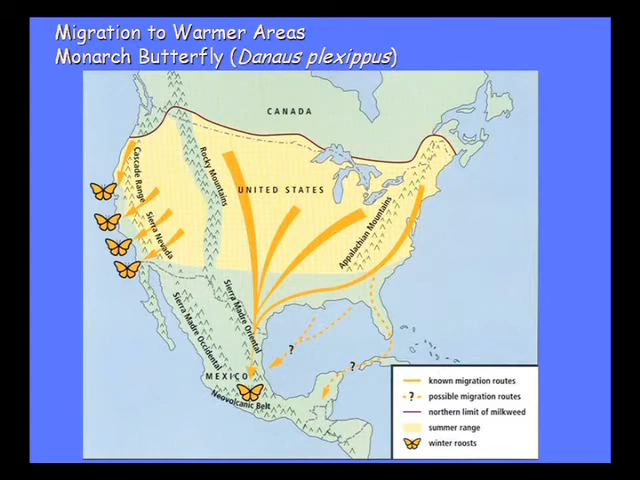 Migration to Warmer Areas
Monarch Butterfly (Danaus plexippus)
CANADA
Cascade Range
Rocky Mountains
UNITED STATES
Sierra Nevada
Appalachian Mountains
Sierra Madre Occidental
Sierra Madre Oriental
?
?
MEXICO
Neovolcanic Belt
known migration routes
? possible migration routes
northern limit of milkweed
summer range
winter roosts